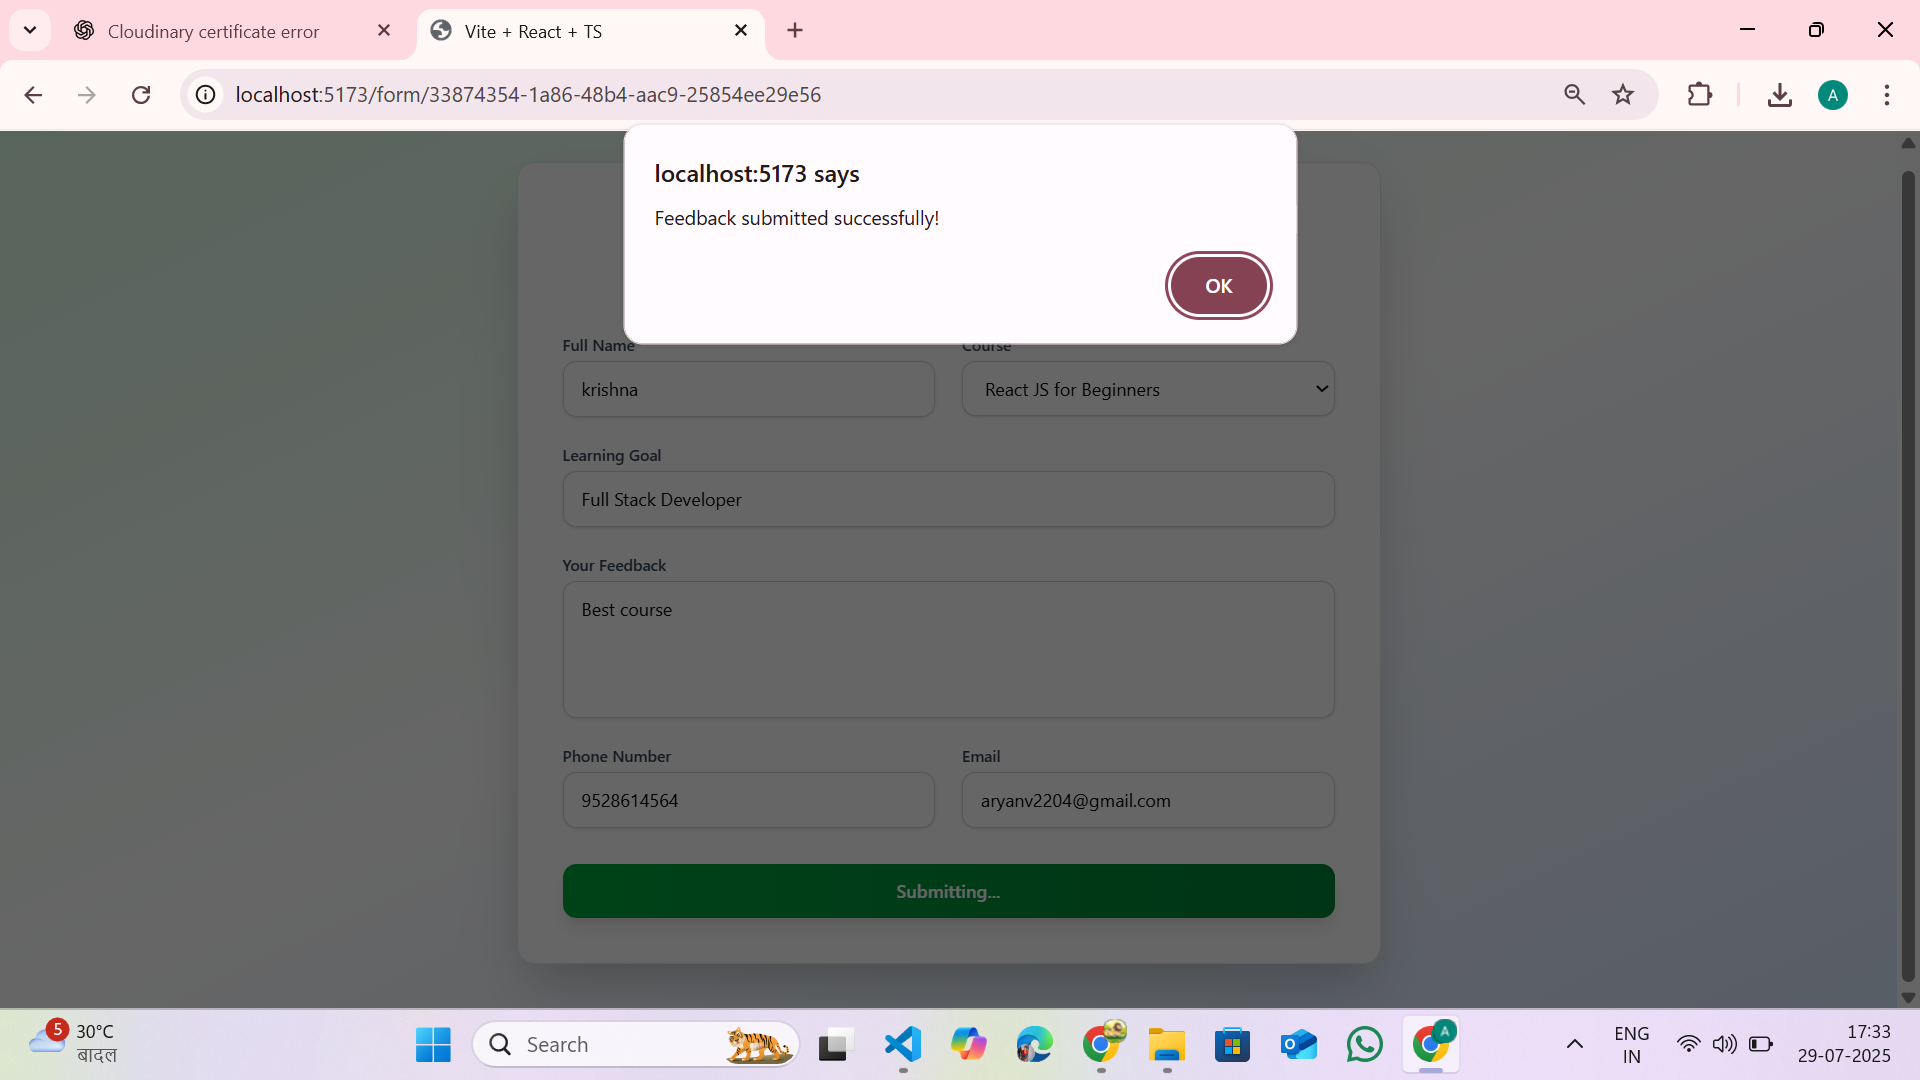 Cloudinary certificate error
Vite + React + TS
localhost:5173/form/33874354-1a86-48b4-aac9-25854ee29e56
A
localhost:5173 says
Feedback submitted successfully!
OK
Full Name
Course
krishna
React JS for Beginners
Learning Goal
Full Stack Developer
Your Feedback
Best course
Phone Number
Email
9528614564
aryanv2204@gmail.com
Submitting...
5
30°C
बादल
Search
A
ENG
IN
17:33
29-07-2025